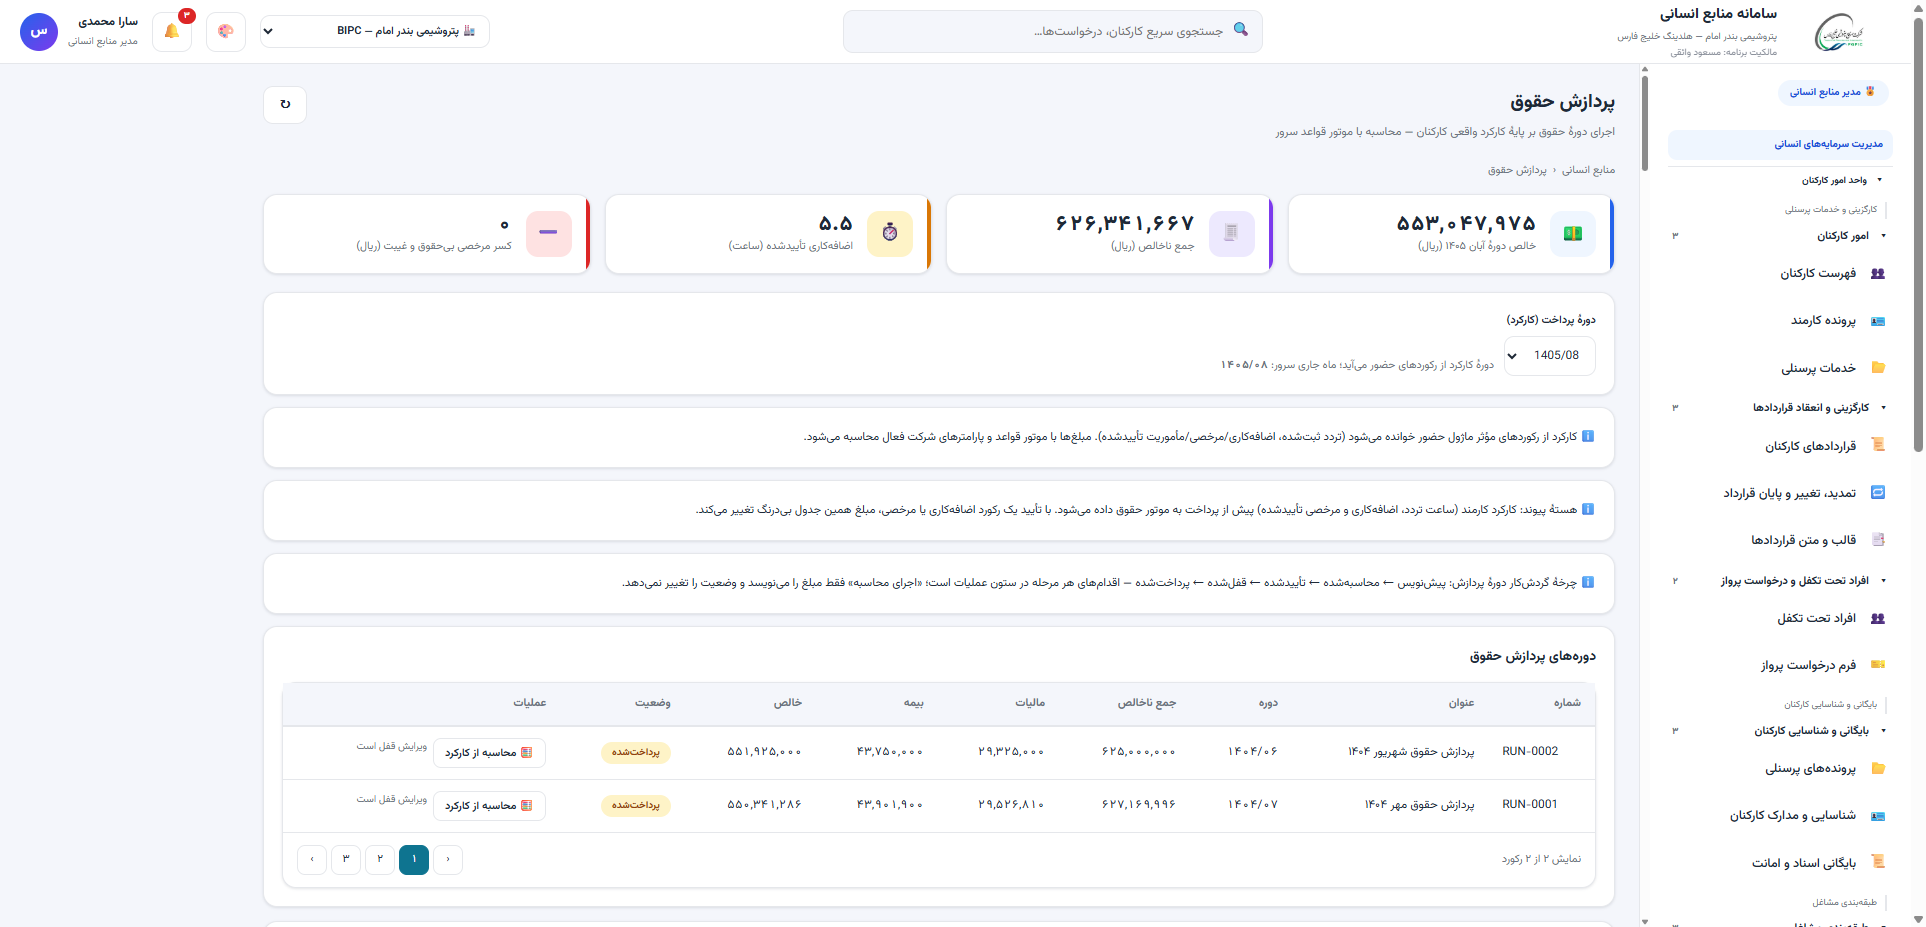 سامانه منابع انسانی
پتروشیمی بندر امام — هلدینگ خلیج فارس
مالکیت برنامه: مسعود واثقی
جستجوی سریع کارکنان، درخواست‌ها...
پتروشیمی بندر امام — BIPC
۳
سارا محمدی
مدیر منابع انسانی
س
مدیر منابع انسانی
مدیریت سرمایه‌های انسانی
واحد امور کارکنان
کارگزینی و خدمات پرسنلی
امور کارکنان ۳
فهرست کارکنان
پرونده کارمند
خدمات پرسنلی
کارگزینی و انعقاد قراردادها ۳
قراردادهای کارکنان
تمدید، تغییر و پایان قرارداد
قالب و متن قراردادها
افراد تحت تکفل و درخواست پرواز ۲
افراد تحت تکفل
فرم درخواست پرواز
بایگانی و شناسایی کارکنان
بایگانی و شناسایی کارکنان ۳
پرونده‌های پرسنلی
شناسایی و مدارک کارکنان
بایگانی اسناد و امانت
طبقه‌بندی مشاغل
پردازش حقوق
اجرای دورهٔ حقوق بر پایهٔ کارکرد واقعی کارکنان — محاسبه با موتور قواعد سرور
منابع انسانی › پردازش حقوق
۵۵۳,۰۴۷,۹۷۵
خالص دورهٔ آبان ۱۴۰۵ (ریال)
۶۲۶,۳۴۱,۶۶۷
جمع ناخالص (ریال)
۵.۵
اضافه‌کاری تأییدشده (ساعت)
۰
کسر مرخصی بی‌حقوق و غیبت (ریال)
دورهٔ پرداخت (کارکرد)
1405/08
دورهٔ کارکرد از رکوردهای حضور می‌آید؛ ماه جاری سرور: ۱۴۰۵/۰۸
کارکرد از رکوردهای مؤثر ماژول حضور خوانده می‌شود (تردد ثبت‌شده، اضافه‌کاری/مرخصی/مأموریت تأییدشده). مبلغ‌ها با موتور قواعد و پارامترهای شرکت فعال محاسبه می‌شود.
هستهٔ پیوند: کارکرد کارمند (ساعت تردد، اضافه‌کاری و مرخصی تأییدشده) پیش از پرداخت به موتور حقوق داده می‌شود. با تأیید یک رکورد اضافه‌کاری یا مرخصی، مبلغ همین جدول بی‌درنگ تغییر می‌کند.
چرخهٔ گردش‌کار دورهٔ پردازش: پیش‌نویس ← محاسبه‌شده ← تأییدشده ← قفل‌شده ← پرداخت‌شده — اقدام‌های هر مرحله در ستون عملیات است؛ «اجرای محاسبه» فقط مبلغ را می‌نویسد و وضعیت را تغییر نمی‌دهد.
دوره‌های پردازش حقوق
شماره عنوان دوره جمع ناخالص مالیات بیمه خالص وضعیت عملیات
RUN-0002 پردازش حقوق شهریور ۱۴۰۴ ۱۴۰۴/۰۶ ۶۲۵,۰۰۰,۰۰۰ ۲۹,۳۲۵,۰۰۰ ۴۳,۷۵۰,۰۰۰ ۵۵۱,۹۲۵,۰۰۰ پرداخت‌شده محاسبه از کارکرد ویرایش قفل است
RUN-0001 پردازش حقوق مهر ۱۴۰۴ ۱۴۰۴/۰۷ ۶۲۷,۱۶۹,۹۹۶ ۲۹,۵۲۶,۸۱۰ ۴۳,۹۰۱,۹۰۰ ۵۵۰,۳۴۱,۲۸۶ پرداخت‌شده محاسبه از کارکرد ویرایش قفل است
نمایش ۲ از ۲ رکورد
‹ ۱ ۲ ۳ ›